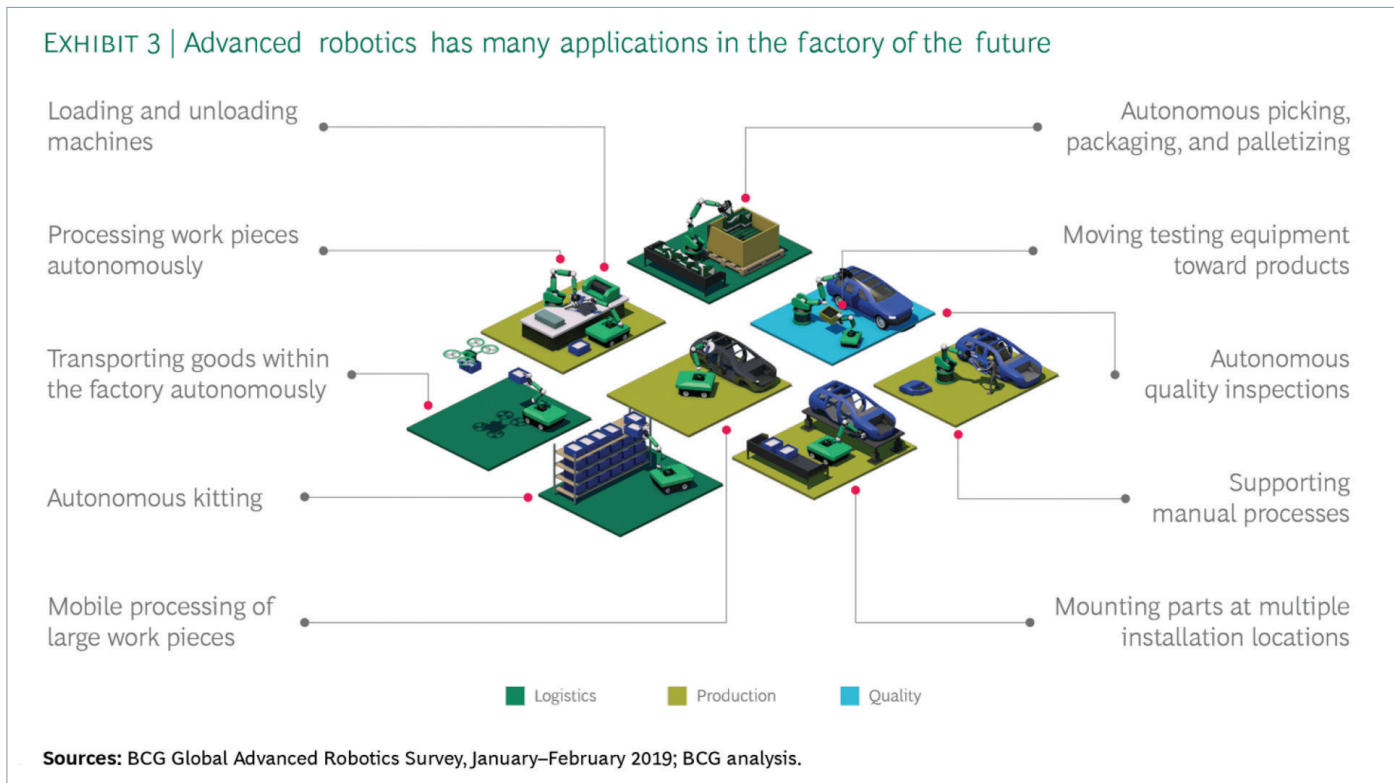 EXHIBIT 3 | Advanced robotics has many applications in the factory of the future
Loading and unloading
machines
Processing work pieces
autonomously
Transporting goods within
the factory autonomously
Autonomous kitting
Mobile processing of
large work pieces
Autonomous picking,
packaging, and palletizing
Moving testing equipment
toward products
Autonomous
quality inspections
Supporting
manual processes
Mounting parts at multiple
installation locations
Logistics
Production
Quality
Sources: BCG Global Advanced Robotics Survey, January–February 2019; BCG analysis.